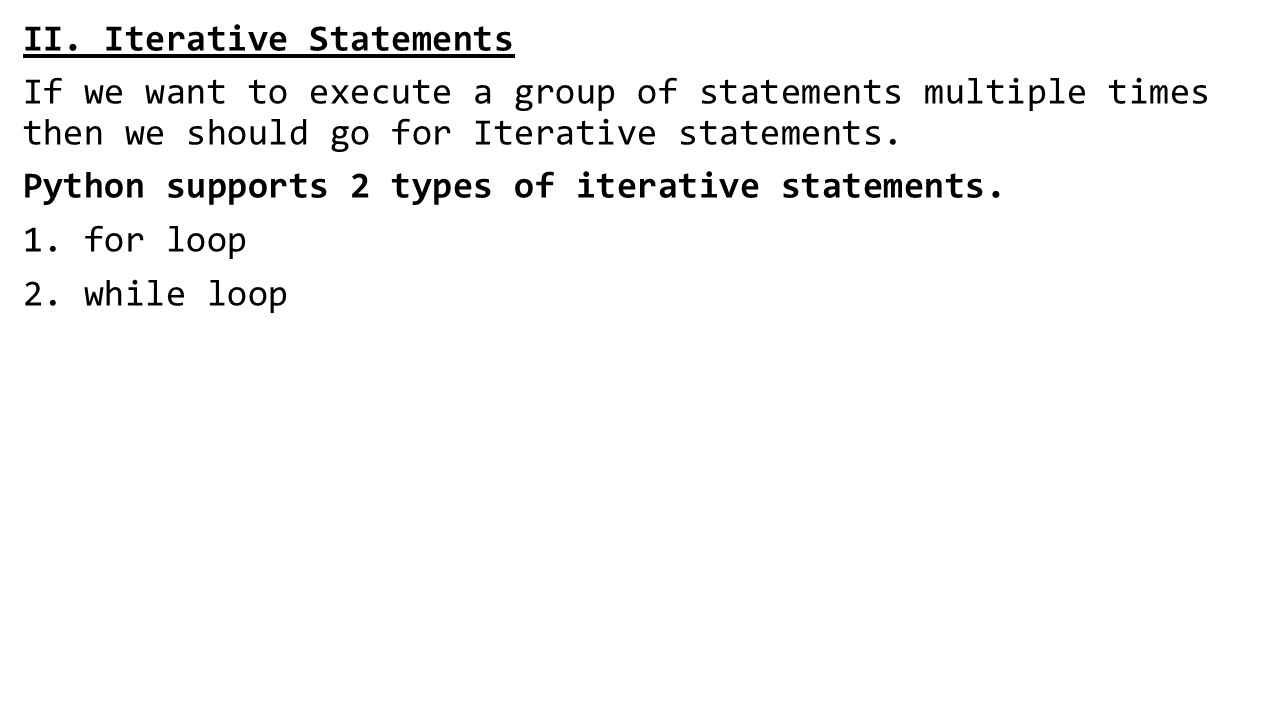 II. Iterative Statements
If we want to execute a group of statements multiple times
then we should go for Iterative statements.
Python supports 2 types of iterative statements.
1. for loop
2. while loop